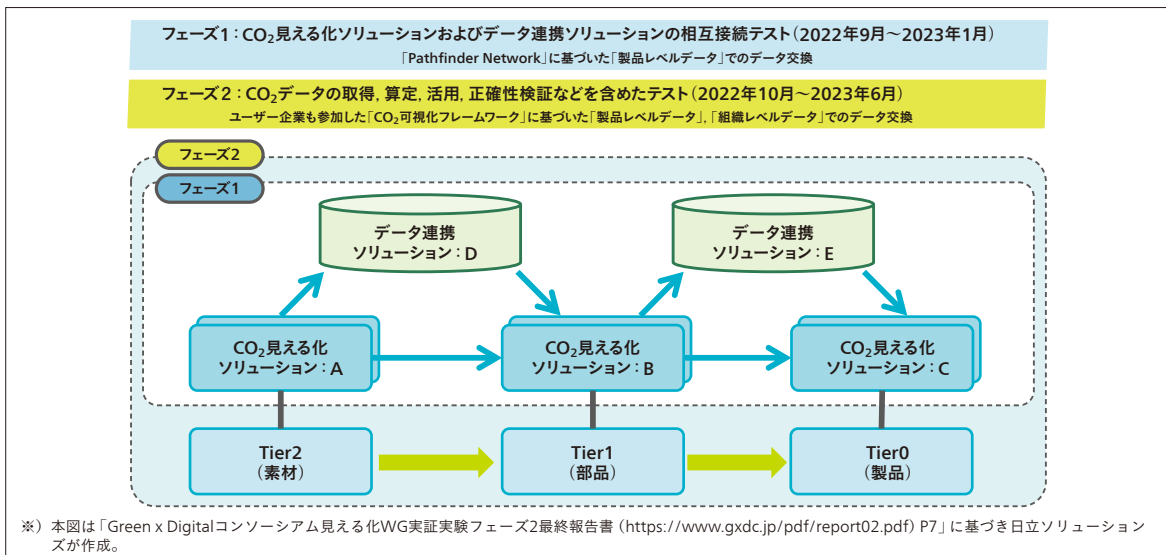 フェーズ1：CO₂見える化ソリューションおよびデータ連携ソリューションの相互接続テスト（2022年9月～2023年1月）
「Pathfinder Network」に基づいた「製品レベルデータ」でのデータ交換
フェーズ2：CO₂データの取得，算定，活用，正確性検証などを含めたテスト（2022年10月～2023年6月）
ユーザー企業も参加した「CO₂可視化フレームワーク」に基づいた「製品レベルデータ」，「組織レベルデータ」でのデータ交換
フェーズ2
フェーズ1
データ連携
ソリューション：D
データ連携
ソリューション：E
CO₂見える化
ソリューション：A
CO₂見える化
ソリューション：B
CO₂見える化
ソリューション：C
Tier2
（素材）
Tier1
（部品）
Tier0
（製品）
※）本図は「Green x Digitalコンソーシアム見える化WG実証実験フェーズ2最終報告書（https://www.gxdc.jp/pdf/report02.pdf）P7」に基づき日立ソリューション
ズが作成。